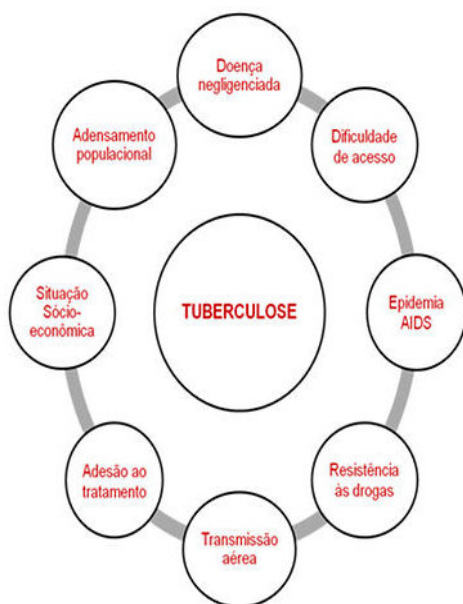 Doença
negligenciada
Adensamento
populacional
Dificuldade
de acesso
Situação
Sócio-
econômica
TUBERCULOSE
Epidemia
AIDS
Adesão ao
tratamento
Resistência
às drogas
Transmissão
aérea